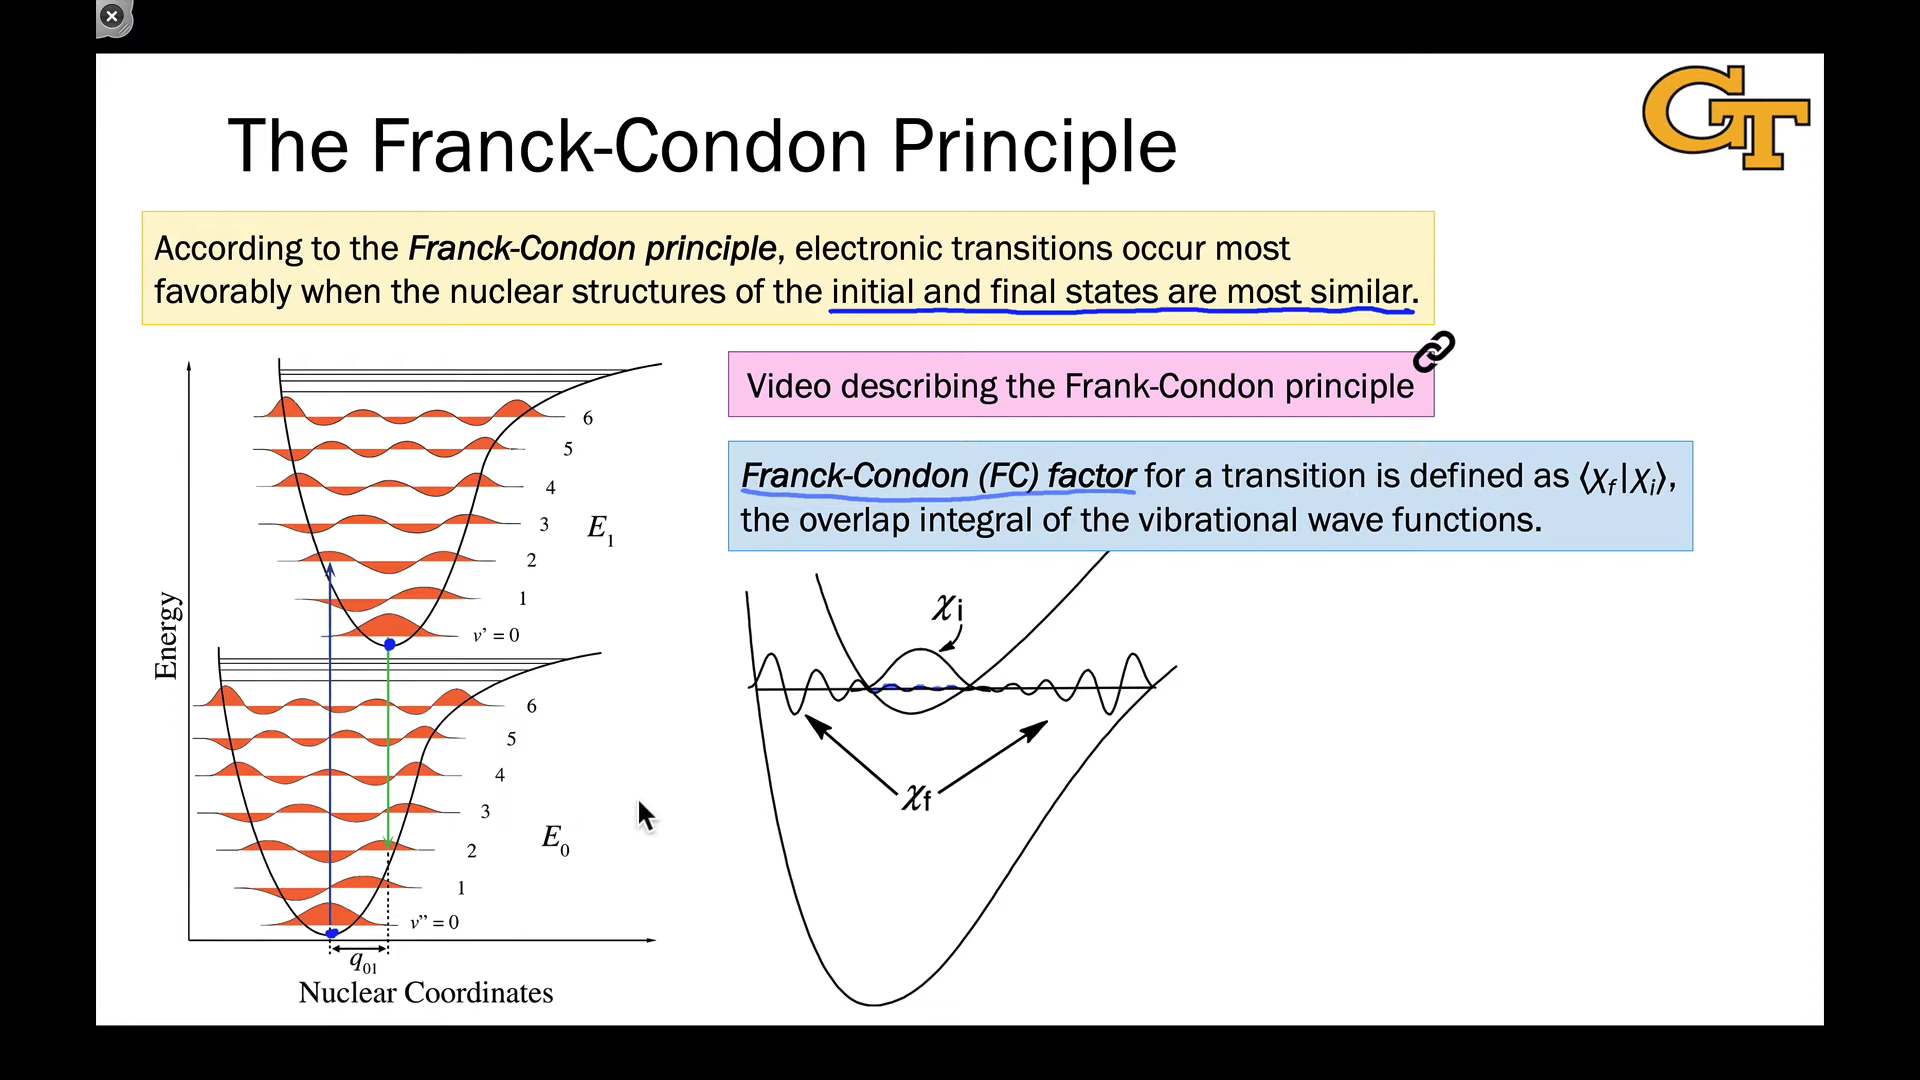 GT
The Franck-Condon Principle
According to the Franck-Condon principle, electronic transitions occur most
favorably when the nuclear structures of the initial and final states are most similar.
Video describing the Frank-Condon principle
Franck-Condon (FC) factor for a transition is defined as ⟨χf|χi⟩,
the overlap integral of the vibrational wave functions.
6
5
4
3
E1
2
1
v' = 0
Energy
6
5
4
3
E0
2
1
v'' = 0
q01
Nuclear Coordinates
χi
χf